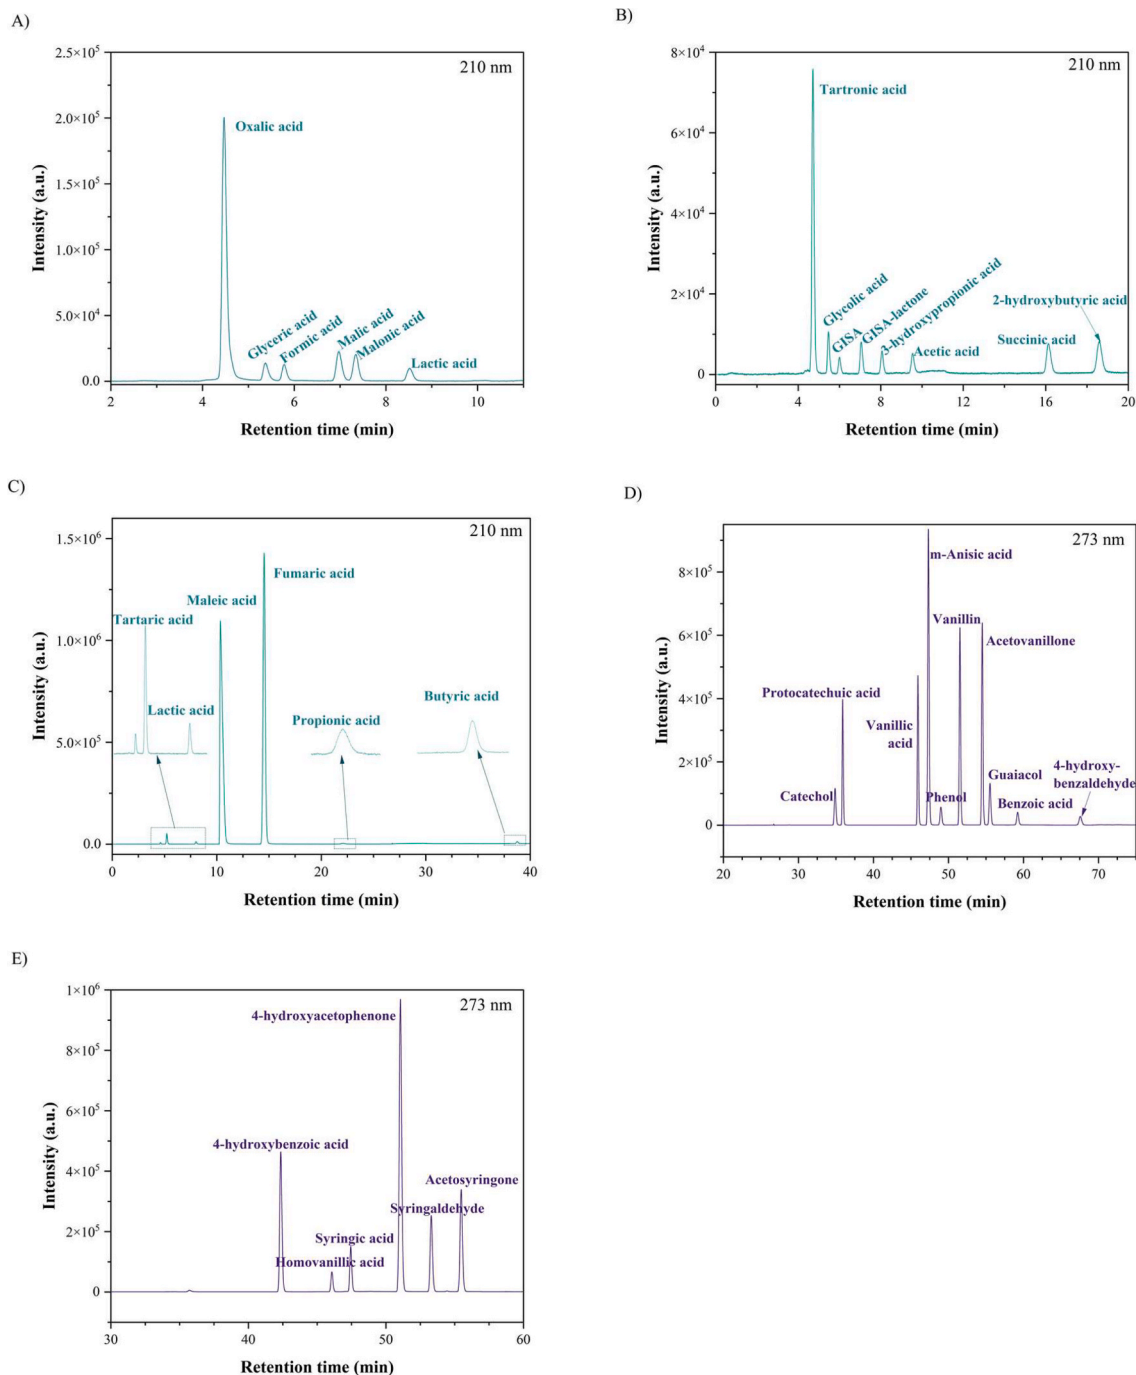 A)
210 nm
2.5×10⁵
2.0×10⁵
1.5×10⁵
1.0×10⁵
5.0×10⁴
0.0
Intensity (a.u.)
Oxalic acid
Glyceric acid
Formic acid
Malic acid
Malonic acid
Lactic acid
2 4 6 8 10
Retention time (min)
B)
210 nm
8×10⁴
6×10⁴
4×10⁴
2×10⁴
0
Intensity (a.u.)
Tartronic acid
Glycolic acid
GISA
GISA-lactone
3-hydroxypropionic acid
Acetic acid
Succinic acid
2-hydroxybutyric acid
0 4 8 12 16 20
Retention time (min)
C)
210 nm
1.5×10⁶
1.0×10⁶
5.0×10⁵
0.0
Intensity (a.u.)
Tartaric acid
Lactic acid
Maleic acid
Fumaric acid
Propionic acid
Butyric acid
0 10 20 30 40
Retention time (min)
D)
273 nm
8×10⁵
6×10⁵
4×10⁵
2×10⁵
0
Intensity (a.u.)
Catechol
Protocatechuic acid
Vanillic
acid
m-Anisic acid
Phenol
Vanillin
Acetovanillone
Guaiacol
Benzoic acid
4-hydroxy-
benzaldehyde
20 30 40 50 60 70
Retention time (min)
E)
273 nm
1×10⁶
8×10⁵
6×10⁵
4×10⁵
2×10⁵
0
Intensity (a.u.)
4-hydroxybenzoic acid
Homovanillic acid
Syringic acid
4-hydroxyacetophenone
Syringaldehyde
Acetosyringone
30 40 50 60
Retention time (min)